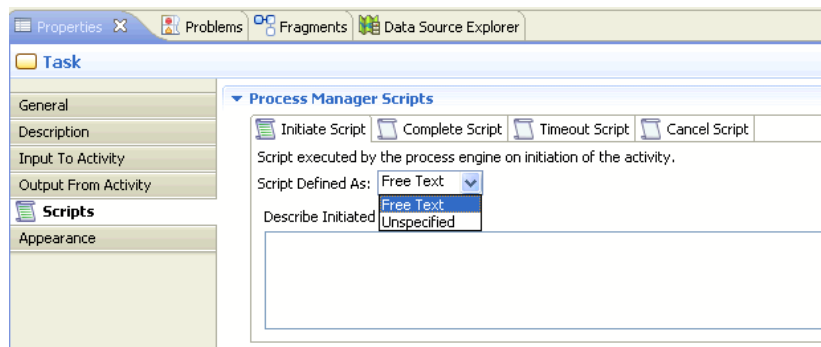 Properties Problems Fragments Data Source Explorer
Task
General
Description
Input To Activity
Output From Activity
Scripts
Appearance
Process Manager Scripts
Initiate Script Complete Script Timeout Script Cancel Script
Script executed by the process engine on initiation of the activity.
Script Defined As: Free Text
Free Text
Unspecified
Describe Initiated